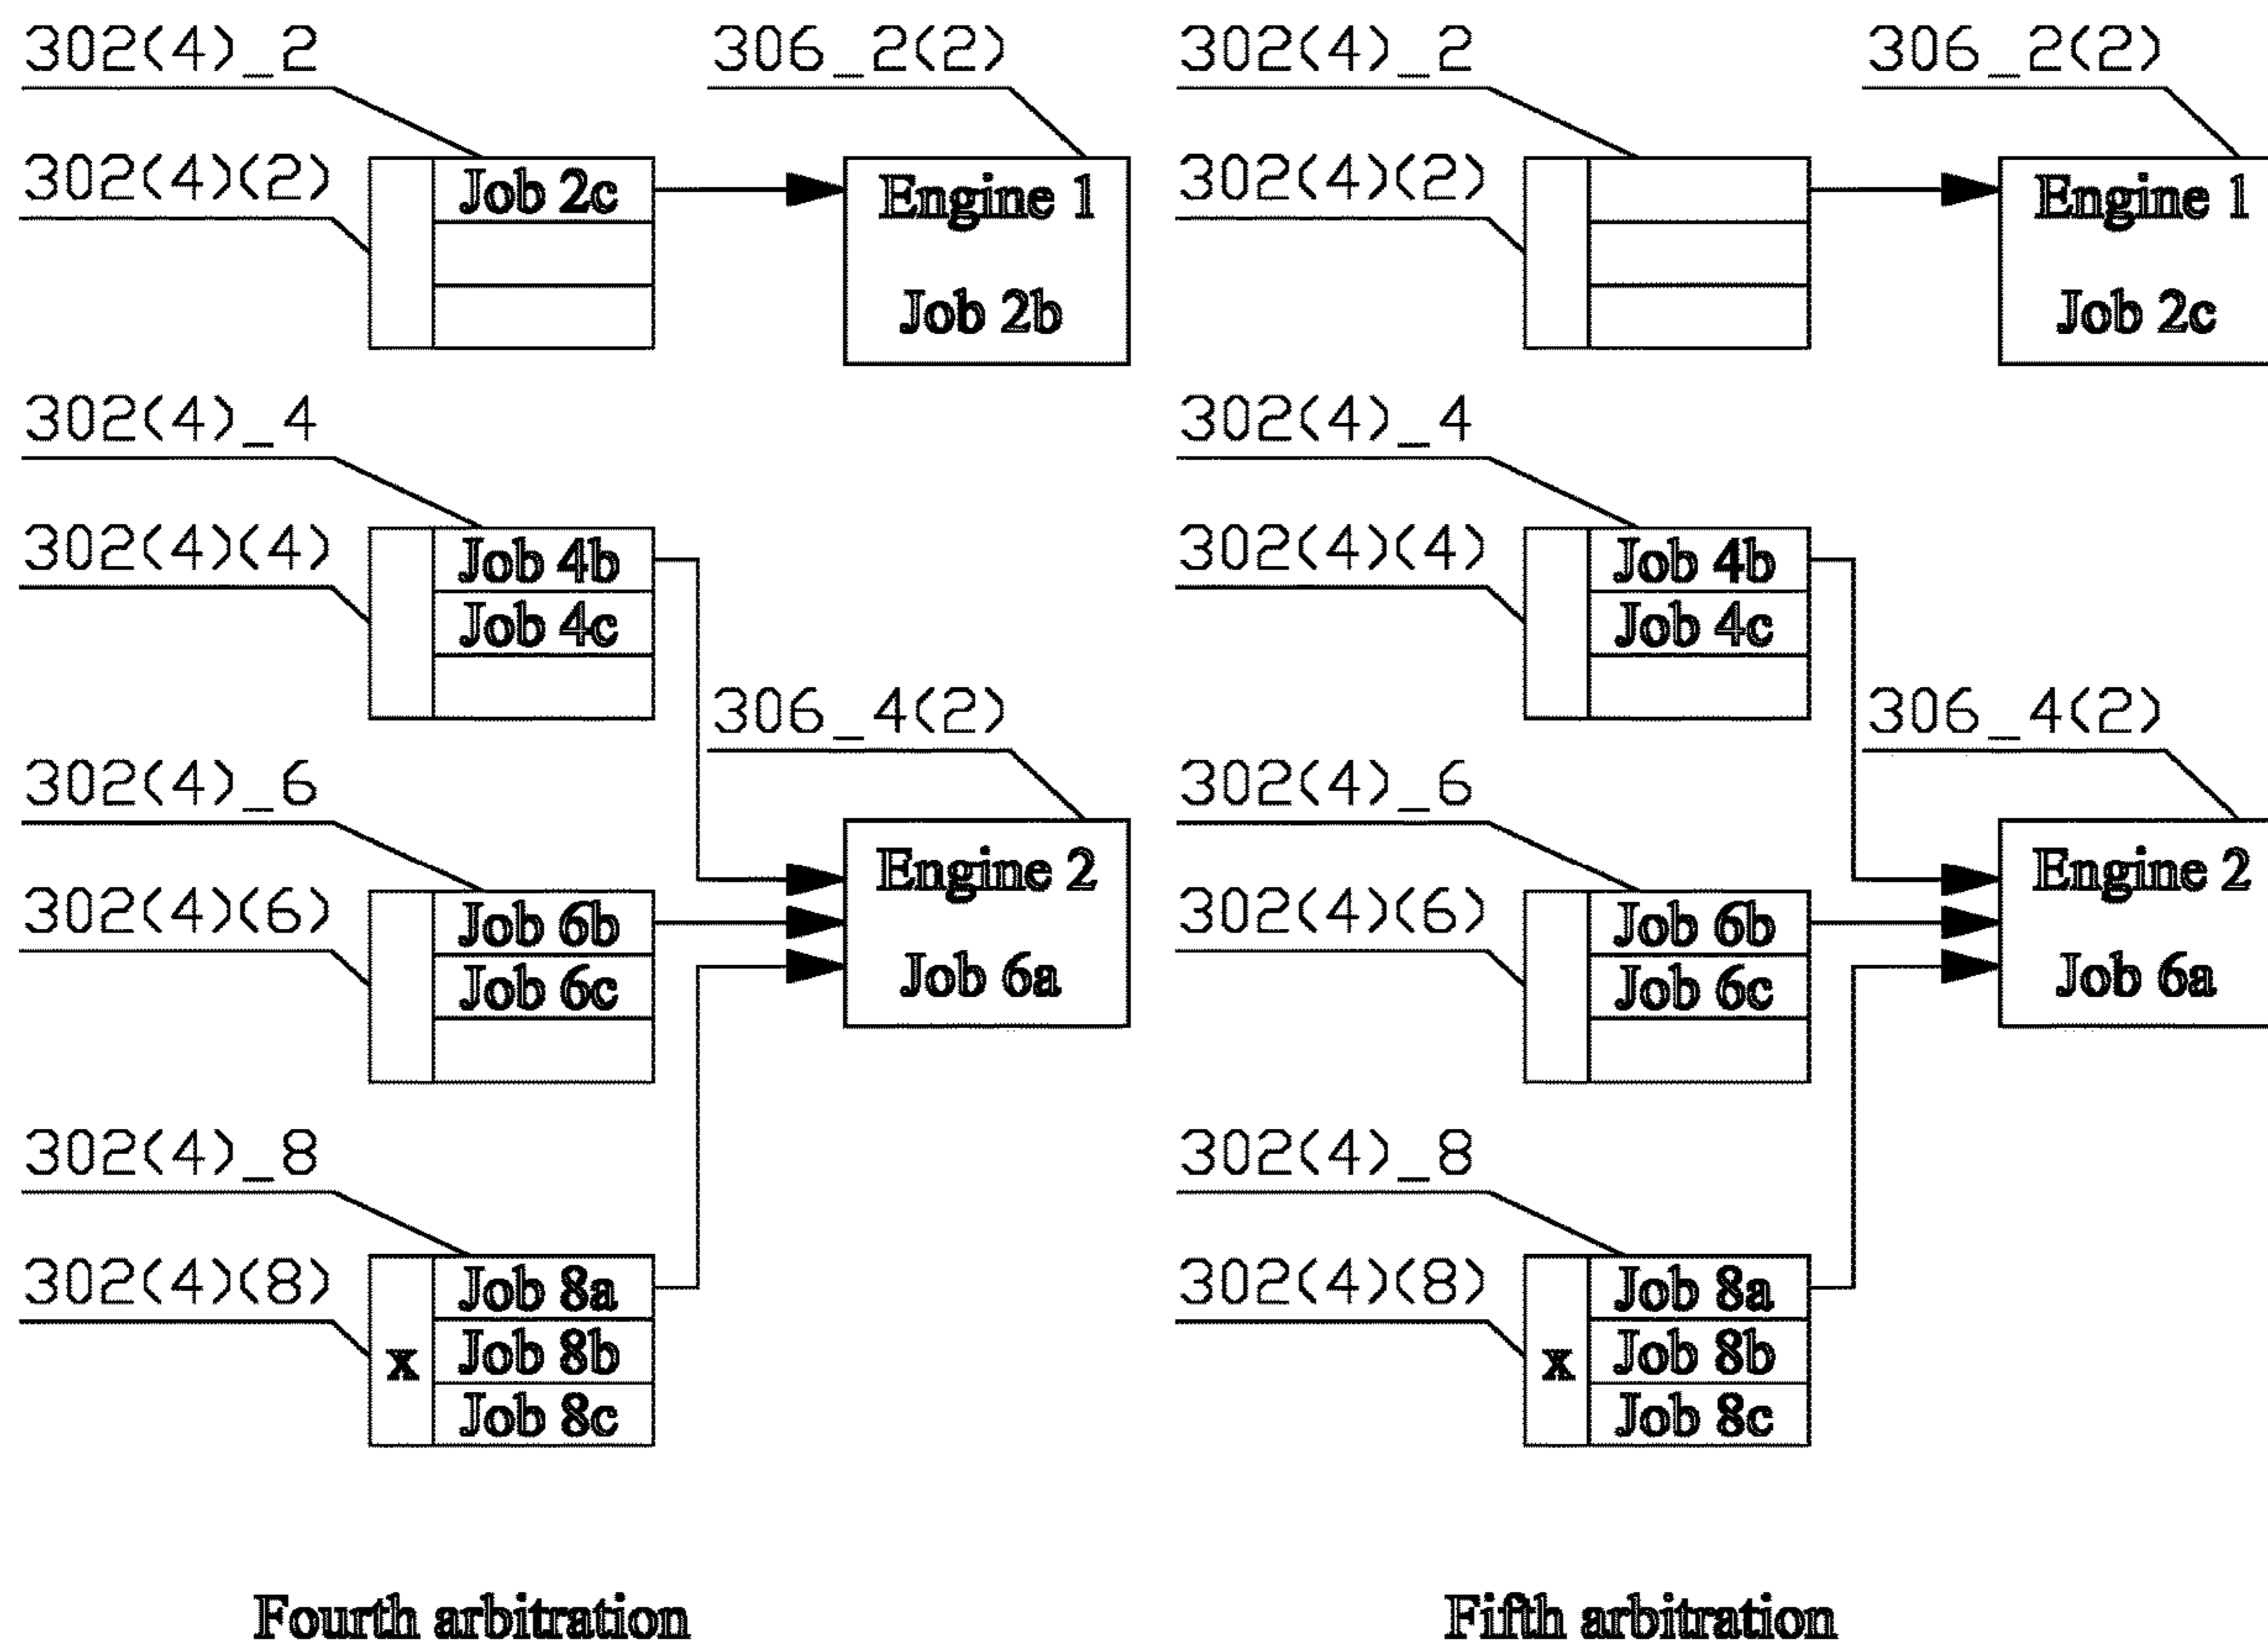 302(4)_2
306_2(2)
302(4)(2)
Job 2c
Engine 1
Job 2b
302(4)_4
302(4)(4)
Job 4b
Job 4c
306_4(2)
302(4)_6
302(4)(6)
Job 6b
Job 6c
Engine 2
Job 6a
302(4)_8
302(4)(8)
x
Job 8a
Job 8b
Job 8c
Fourth arbitration
302(4)_2
306_2(2)
302(4)(2)
Engine 1
Job 2c
302(4)_4
302(4)(4)
Job 4b
Job 4c
306_4(2)
302(4)_6
302(4)(6)
Job 6b
Job 6c
Engine 2
Job 6a
302(4)_8
302(4)(8)
x
Job 8a
Job 8b
Job 8c
Fifth arbitration